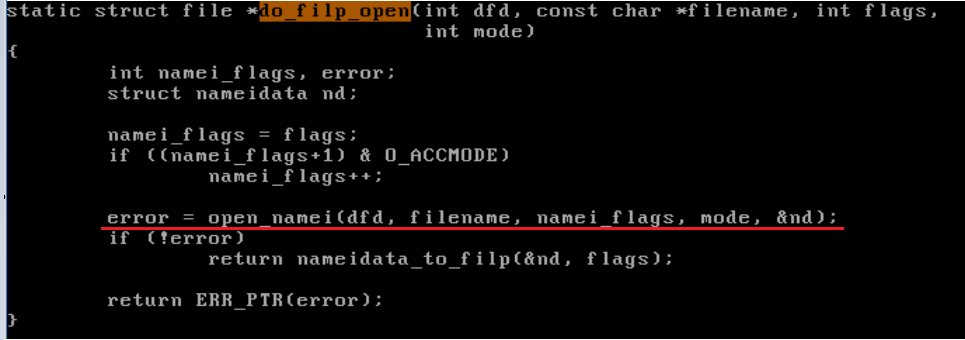 static struct file *do_filp_open(int dfd, const char *filename, int flags,
                                 int mode)
{
        int namei_flags, error;
        struct nameidata nd;

        namei_flags = flags;
        if ((namei_flags+1) & O_ACCMODE)
                namei_flags++;

        error = open_namei(dfd, filename, namei_flags, mode, &nd);
        if (!error)
                return nameidata_to_filp(&nd, flags);

        return ERR_PTR(error);
}